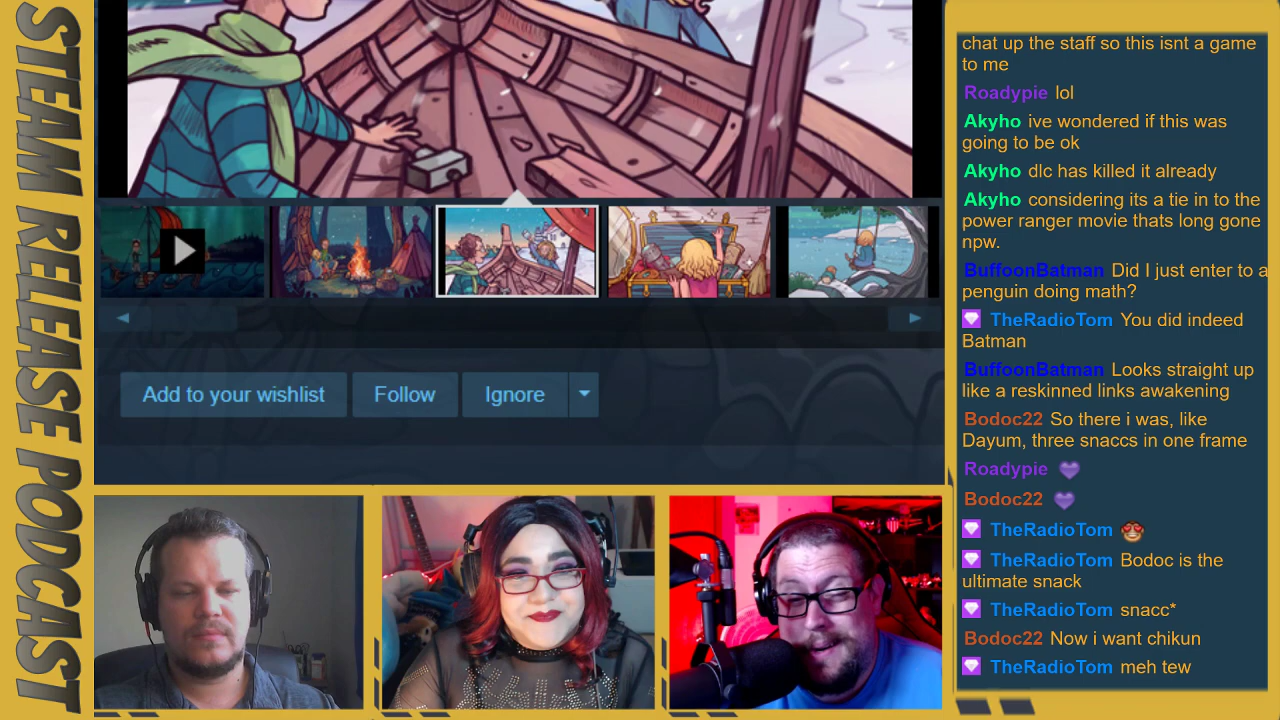 STEAM RELEASE PODCAST
Add to your wishlist
Follow
Ignore
chat up the staff so this isnt a game
to me
Roadypie lol
Akyho ive wondered if this was
going to be ok
Akyho dlc has killed it already
Akyho considering its a tie in to the
power ranger movie thats long gone
npw.
BuffoonBatman Did I just enter to a
penguin doing math?
TheRadioTom You did indeed
Batman
BuffoonBatman Looks straight up
like a reskinned links awakening
Bodoc22 So there i was, like
Dayum, three snaccs in one frame
Roadypie
Bodoc22
TheRadioTom
TheRadioTom Bodoc is the
ultimate snack
TheRadioTom snacc*
Bodoc22 Now i want chikun
TheRadioTom meh tew